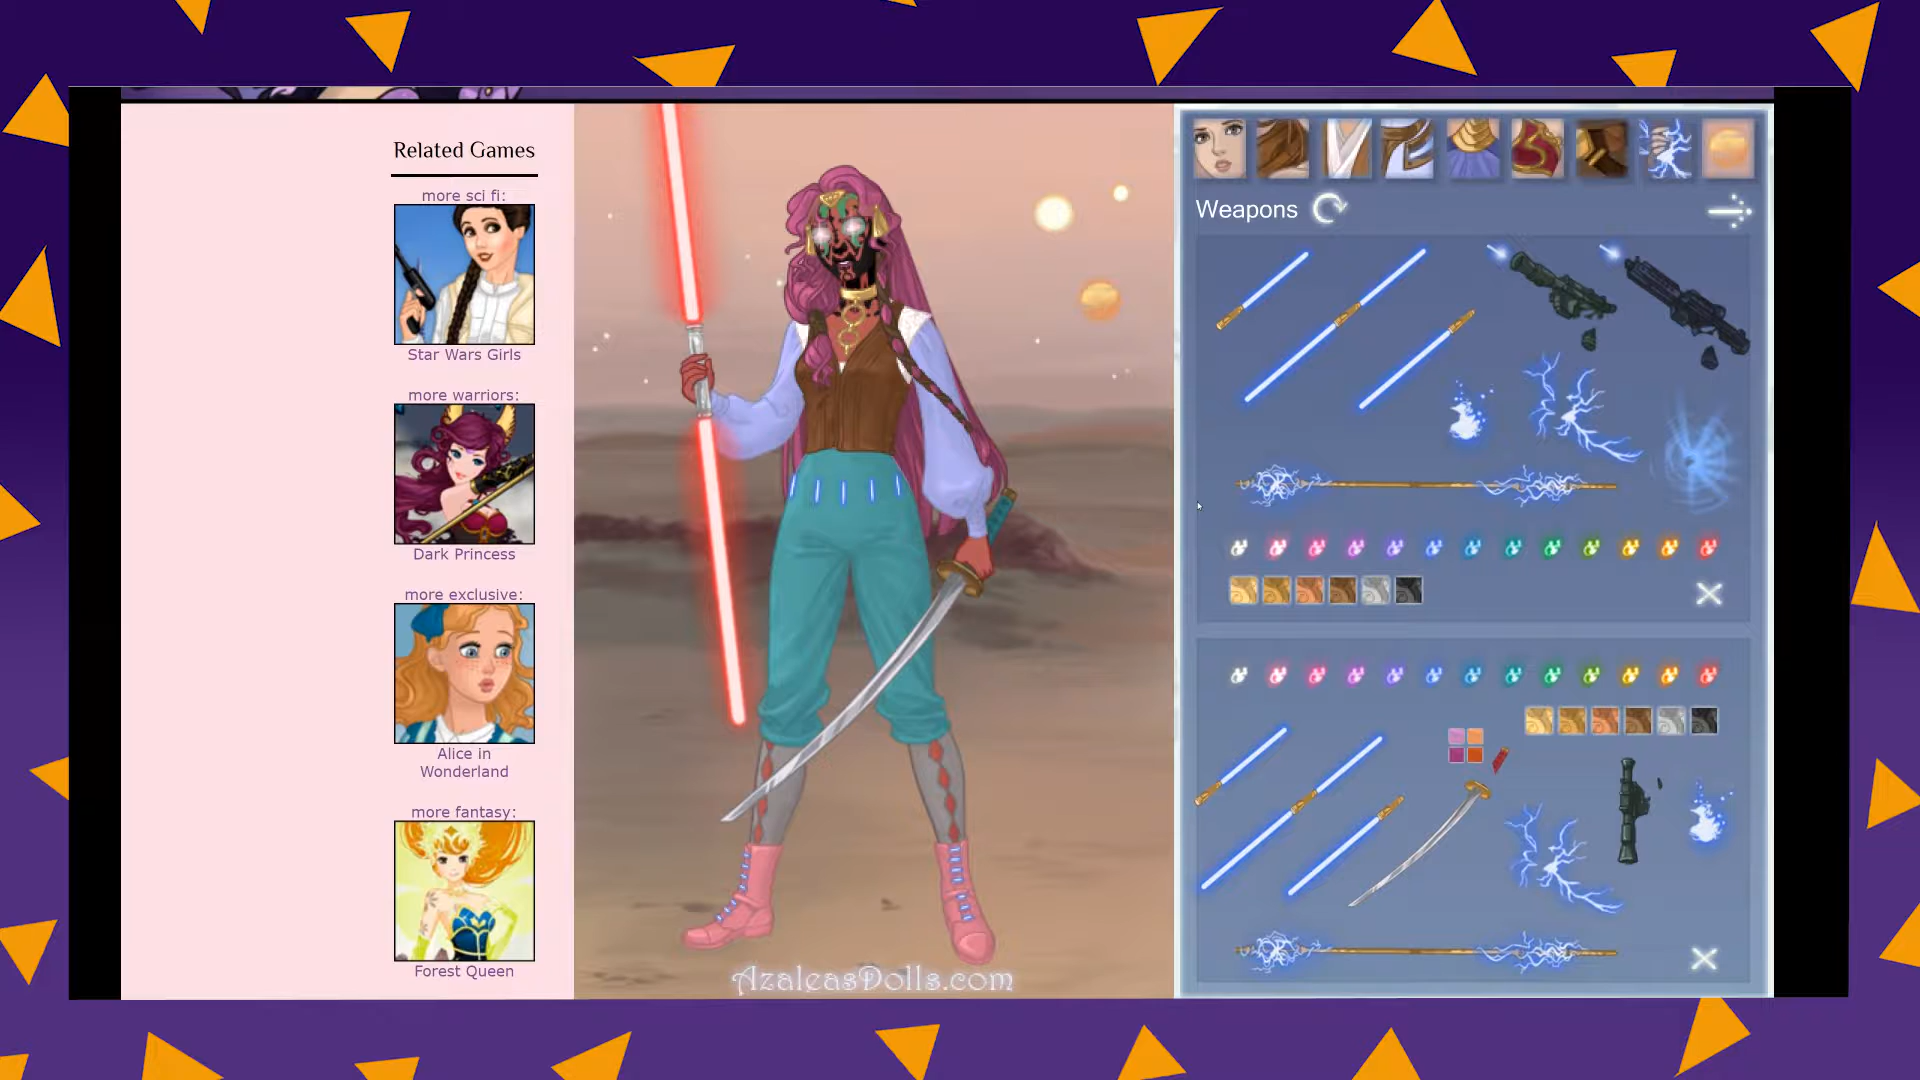 Related Games
more sci fi:
Star Wars Girls
more warriors:
Dark Princess
more exclusive:
Alice in
Wonderland
more fantasy:
Forest Queen
AzaleasDolls.com
Weapons